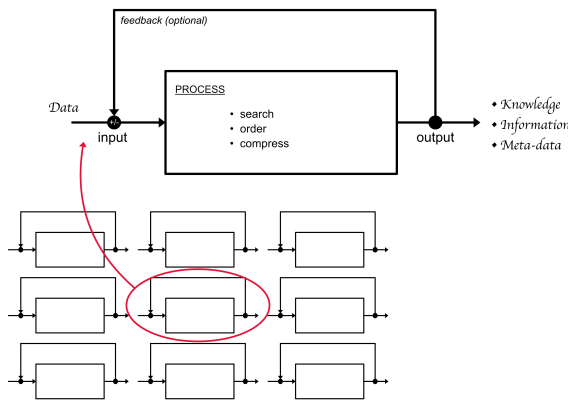 feedback (optional)
PROCESS
• search
• order
• compress
Data
+/-
input
output
• Knowledge
• Information
• Meta-data